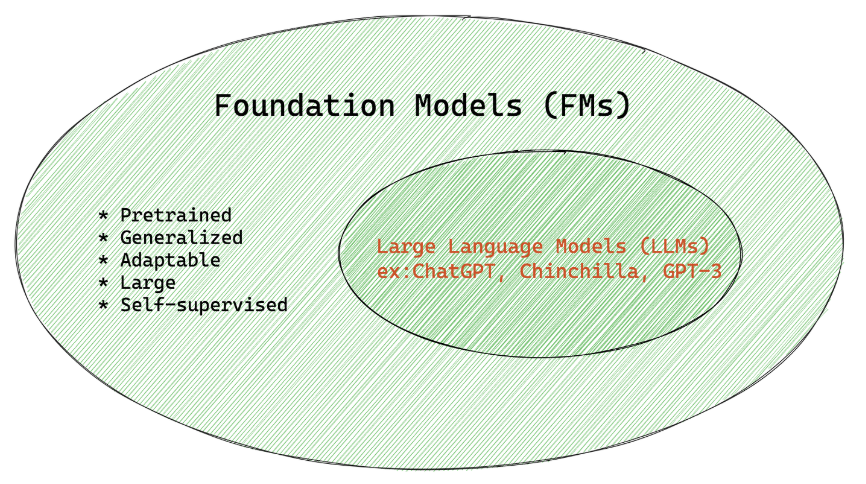 Foundation Models (FMs)
* Pretrained
* Generalized
* Adaptable
* Large
* Self-supervised
Large Language Models (LLMs)
ex:ChatGPT, Chinchilla, GPT-3